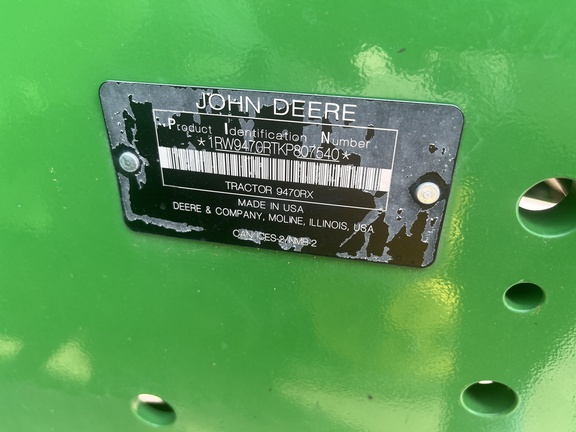 JOHN DEERE
Product Identification Number
*1RW9470RTKP807540*
TRACTOR 9470RX
MADE IN USA
DEERE & COMPANY, MOLINE, ILLINOIS, USA
CAN ICES-2/NMB-2